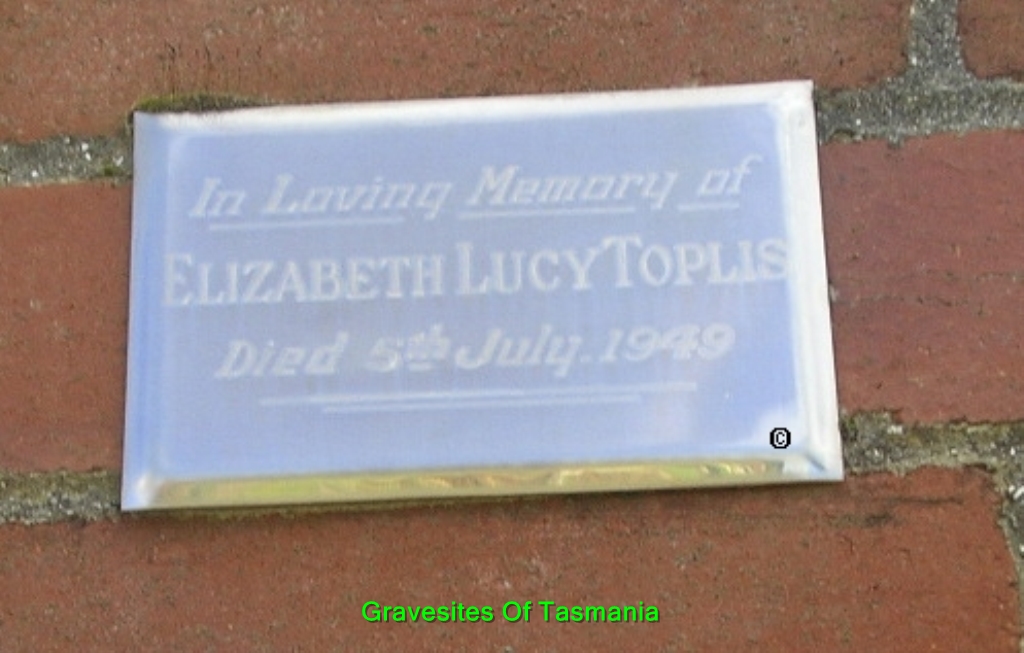 In Loving Memory of
ELIZABETH LUCY TOPLIS
Died 5th July. 1949
©
Gravesites Of Tasmania